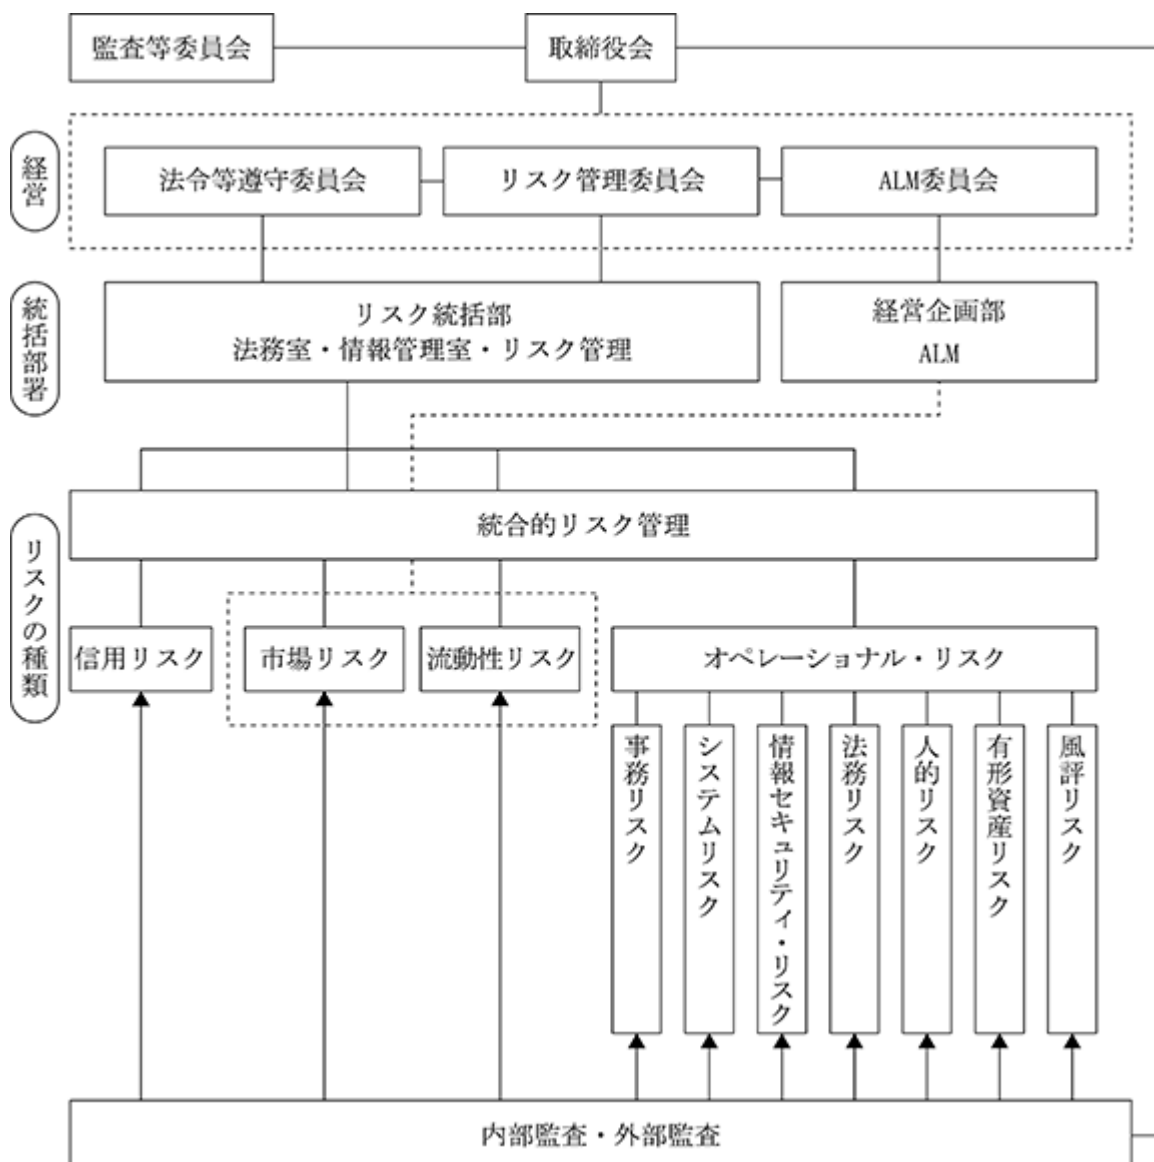 監査等委員会
取締役会
経営
法令等遵守委員会
リスク管理委員会
ALM委員会
統括部署
リスク統括部
法務室・情報管理室・リスク管理
経営企画部
ALM
リスクの種類
統合的リスク管理
信用リスク
市場リスク
流動性リスク
オペレーショナル・リスク
事務リスク
システムリスク
情報セキュリティ・リスク
法務リスク
人的リスク
有形資産リスク
風評リスク
内部監査・外部監査